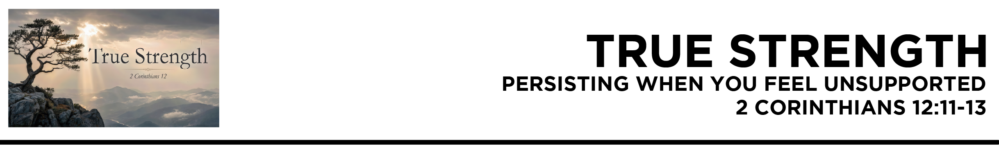 True Strength
2 Corinthians 12
TRUE STRENGTH
PERSISTING WHEN YOU FEEL UNSUPPORTED
2 CORINTHIANS 12:11-13